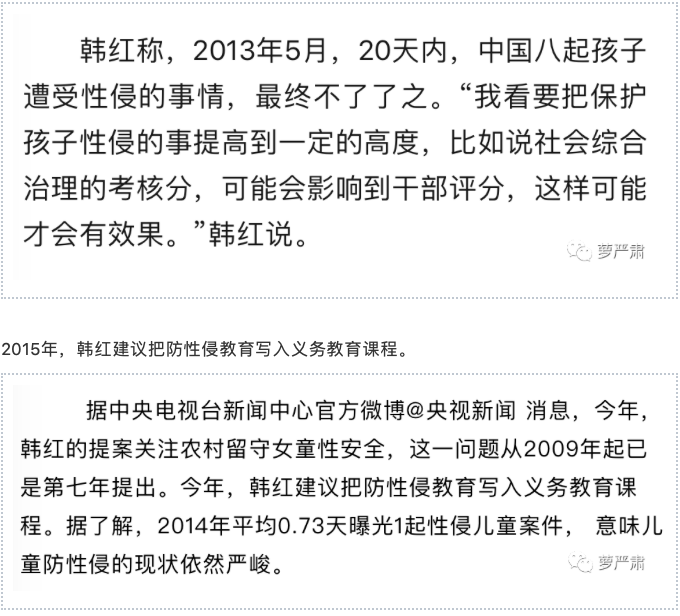 韩红称，2013年5月，20天内，中国八起孩子
遭受性侵的事情，最终不了了之。“我看要把保护
孩子性侵的事提高到一定的高度，比如说社会综合
治理的考核分，可能会影响到干部评分，这样可能
才会有效果。”韩红说。
萝严肃
2015年，韩红建议把防性侵教育写入义务教育课程。
据中央电视台新闻中心官方微博@央视新闻 消息，今年，
韩红的提案关注农村留守女童性安全，这一问题从2009年起已
是第七年提出。今年，韩红建议把防性侵教育写入义务教育课
程。据了解，2014年平均0.73天曝光1起性侵儿童案件， 意味儿
童防性侵的现状依然严峻。
萝严肃